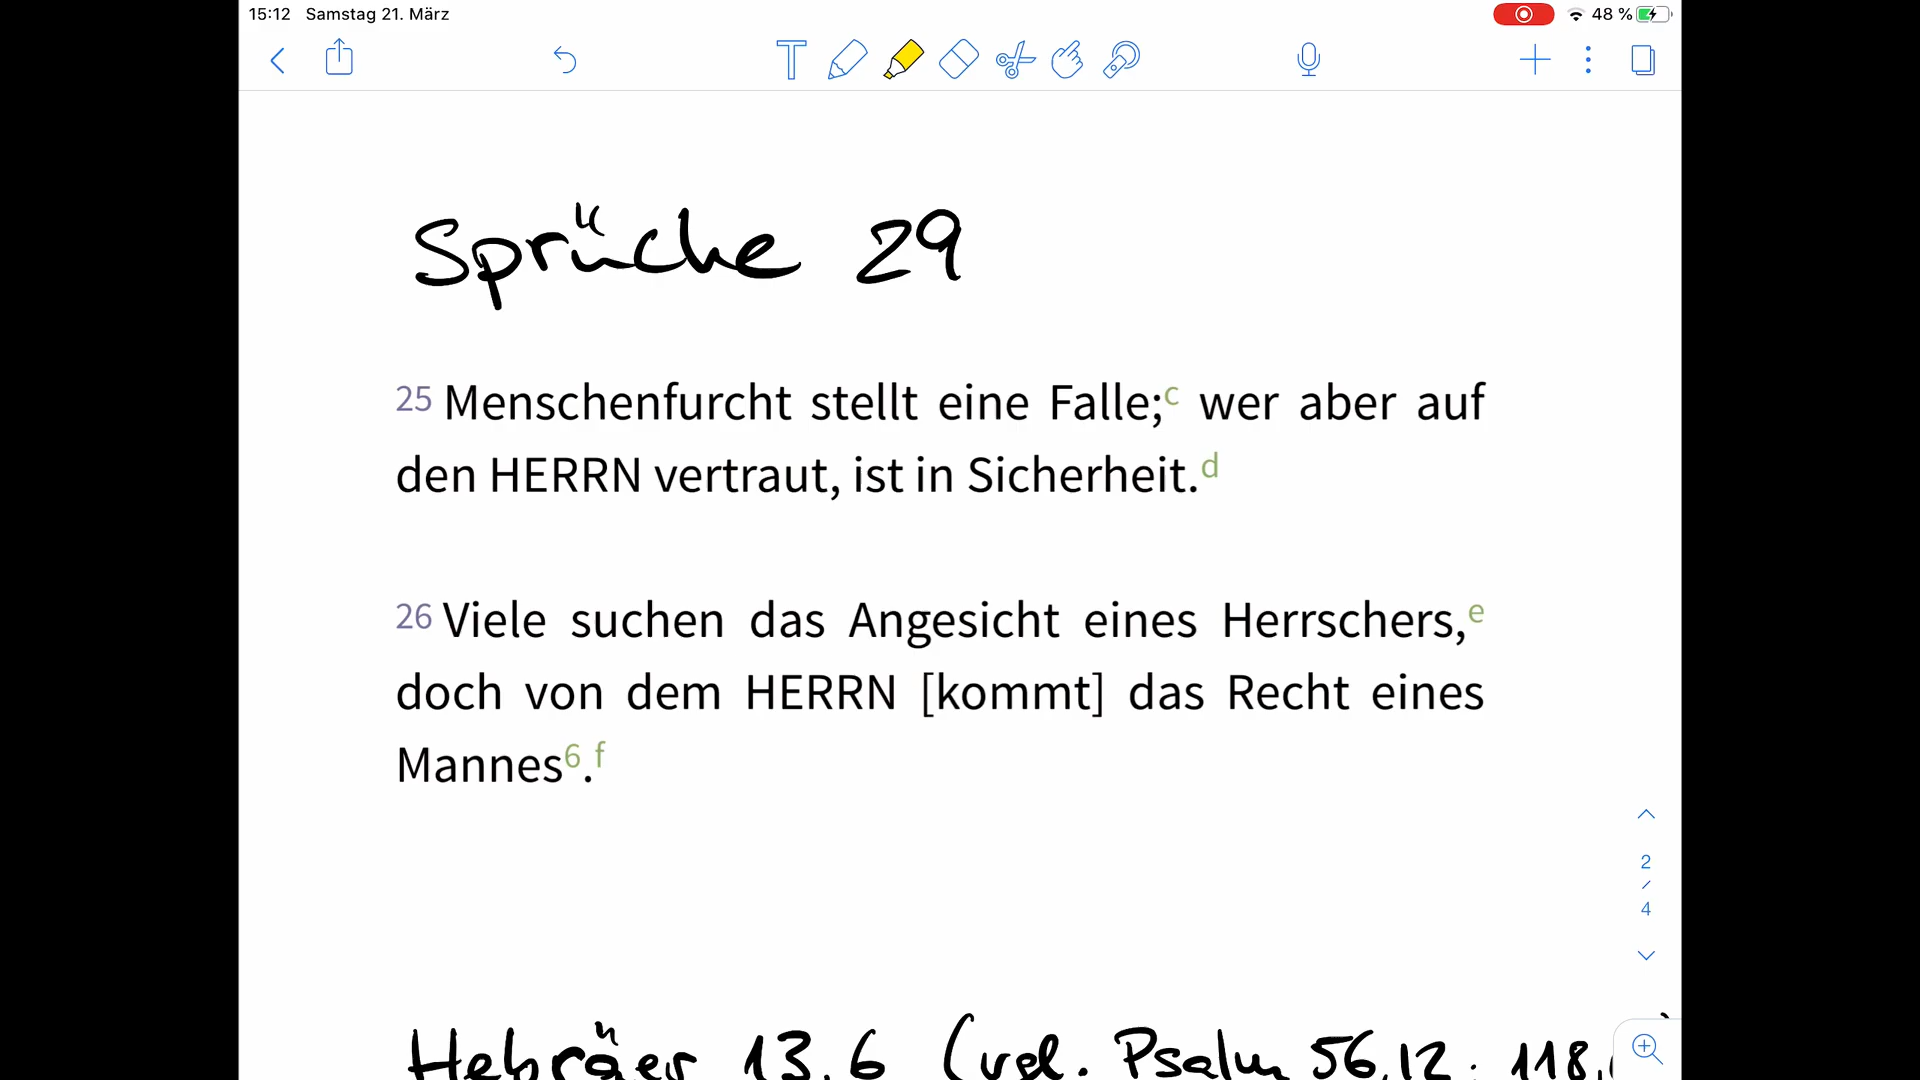 15:12 Samstag 21. März 48 %
T
Sprüche 29
25 Menschenfurcht stellt eine Falle;c wer aber auf
den HERRN vertraut, ist in Sicherheit.d
26 Viele suchen das Angesicht eines Herrschers,e
doch von dem HERRN [kommt] das Recht eines
Mannes6.f
2
/
4
Hebräer 13,6 (vgl. Psalm 56,12; 118,